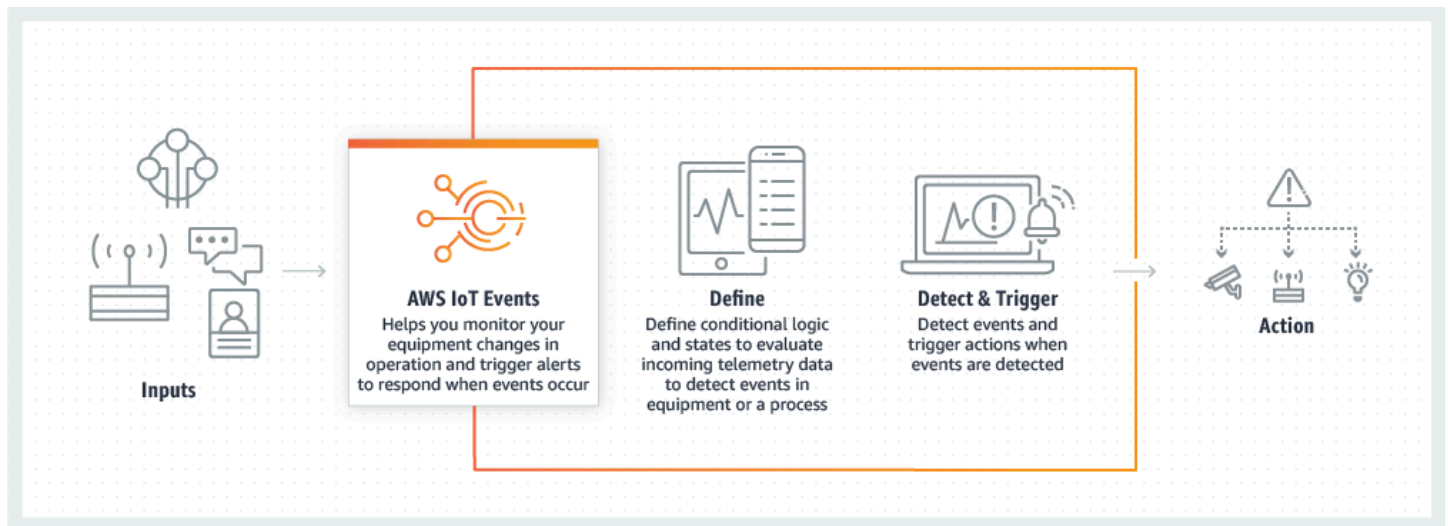 Inputs
AWS IoT Events
Helps you monitor your
equipment changes in
operation and trigger alerts
to respond when events occur
Define
Define conditional logic
and states to evaluate
incoming telemetry data
to detect events in
equipment or a process
Detect & Trigger
Detect events and
trigger actions when
events are detected
Action